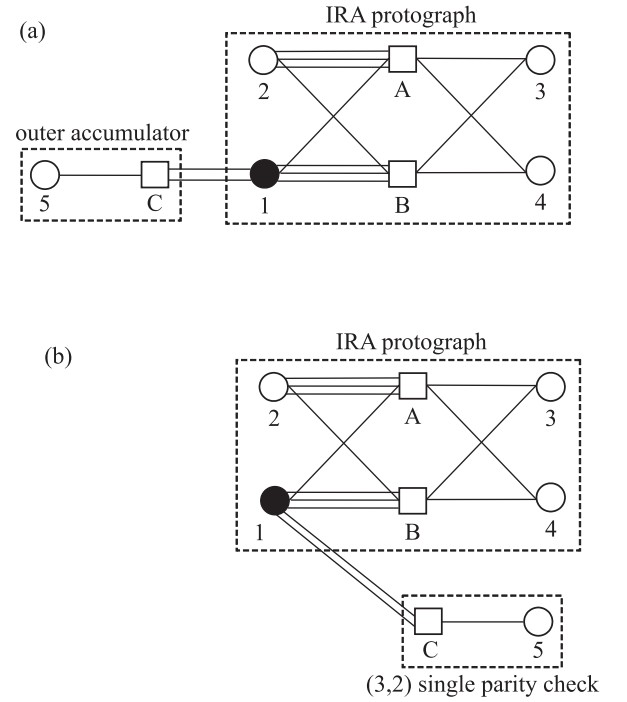 (a)
IRA protograph
2
A
3
outer accumulator
5
C
1
B
4
(b)
IRA protograph
2
A
3
1
B
4
C
5
(3,2) single parity check